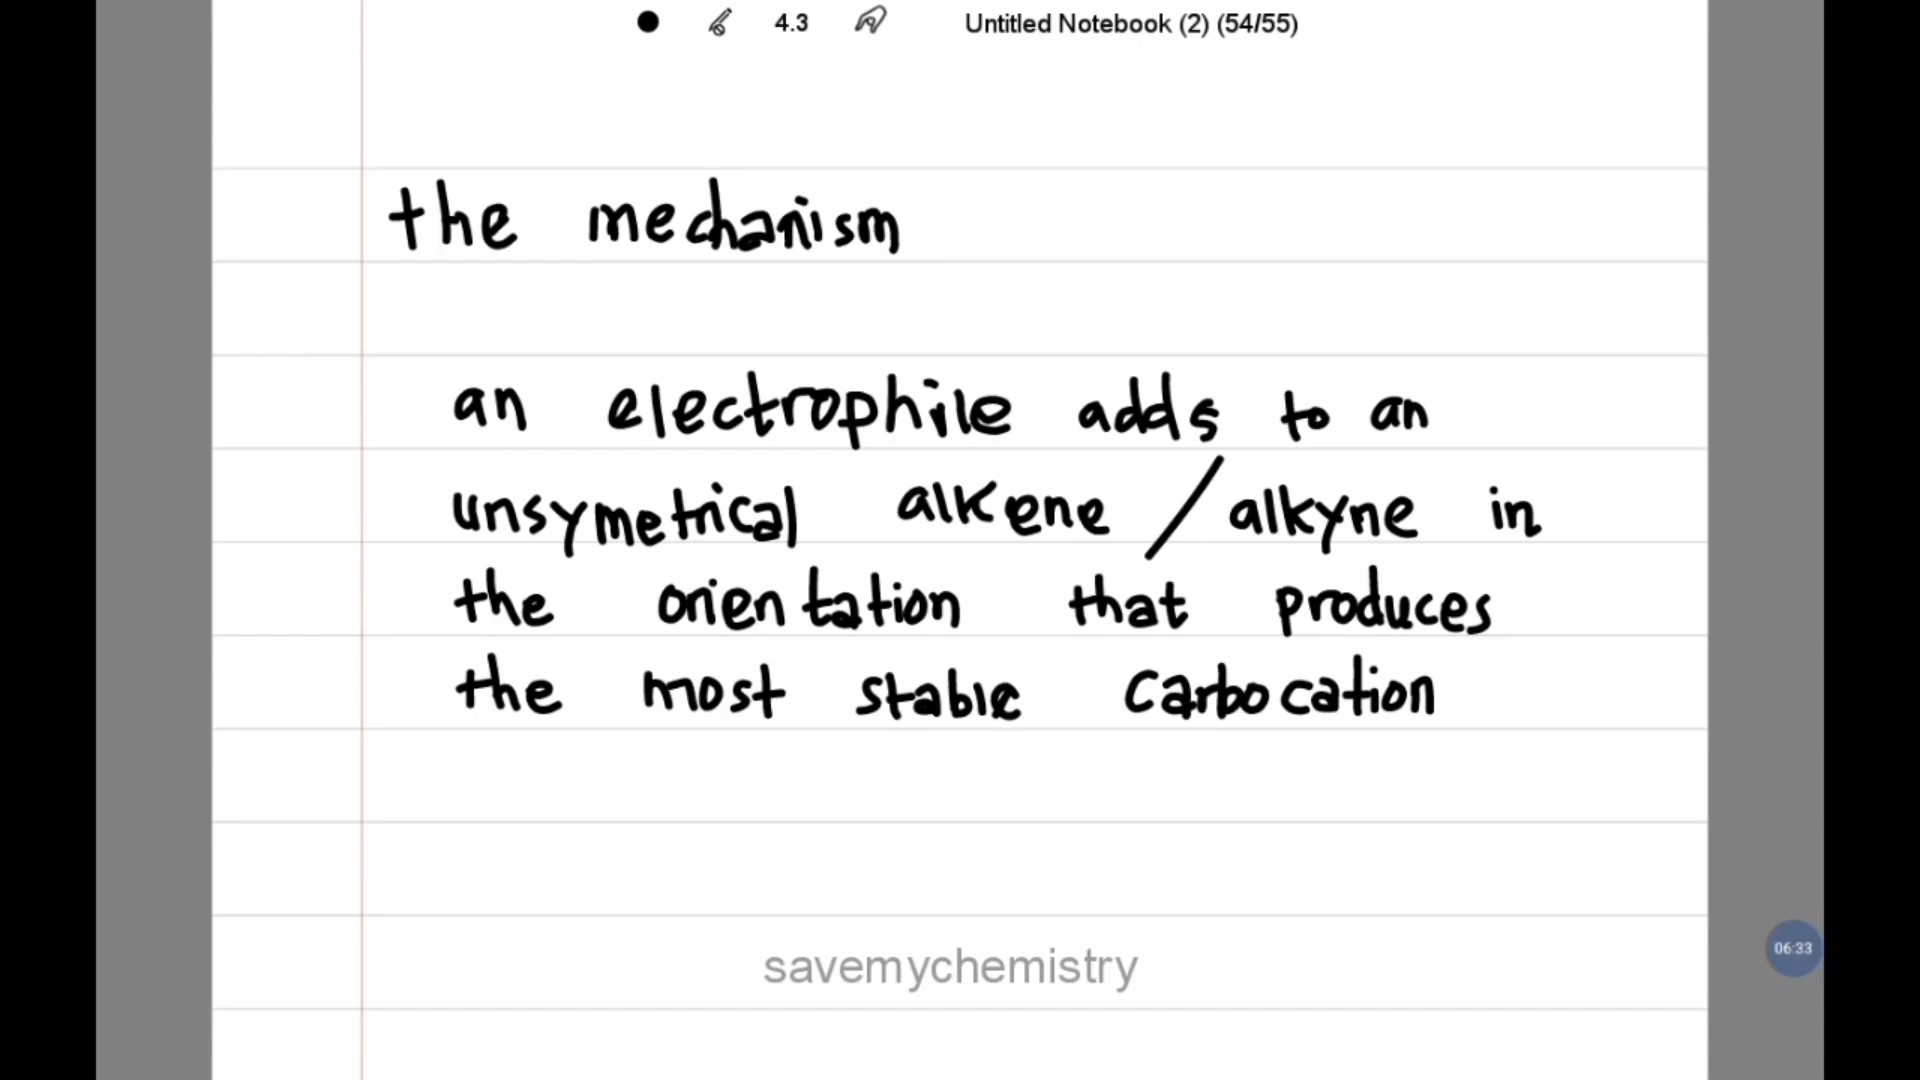 4.3 Untitled Notebook (2) (54/55)
the mechanism
an electrophile adds to an
unsymetrical alkene / alkyne in
the orientation that produces
the most stable carbocation
savemychemistry
06:33